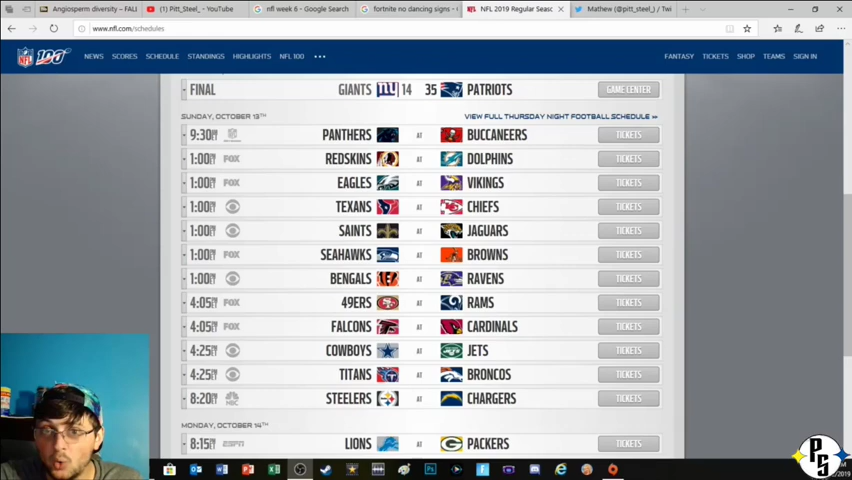 Angiosperm diversity – FALL
(1) Pitt_Steel_ - YouTube
nfl week 6 - Google Search
fortnite no dancing signs -
NFL 2019 Regular Seaso
Mathew (@pitt_steel_) / Twi
www.nfl.com/schedules
NFL 100 NEWS SCORES SCHEDULE STANDINGS HIGHLIGHTS NFL 100 FANTASY TICKETS SHOP TEAMS SIGN IN
FINAL GIANTS 14 35 PATRIOTS GAME CENTER
SUNDAY, OCTOBER 13TH VIEW FULL THURSDAY NIGHT FOOTBALL SCHEDULE »
9:30 PANTHERS AT BUCCANEERS TICKETS
1:00PM FOX REDSKINS AT DOLPHINS TICKETS
1:00PM FOX EAGLES AT VIKINGS TICKETS
1:00PM TEXANS AT CHIEFS TICKETS
1:00PM SAINTS AT JAGUARS TICKETS
1:00PM FOX SEAHAWKS AT BROWNS TICKETS
1:00PM BENGALS AT RAVENS TICKETS
4:05PM FOX 49ERS AT RAMS TICKETS
4:05PM FOX FALCONS AT CARDINALS TICKETS
4:25PM COWBOYS AT JETS TICKETS
4:25PM TITANS AT BRONCOS TICKETS
8:20PM NBC STEELERS AT CHARGERS TICKETS
MONDAY, OCTOBER 14TH
8:15PM ESPN LIONS AT PACKERS TICKETS
PS